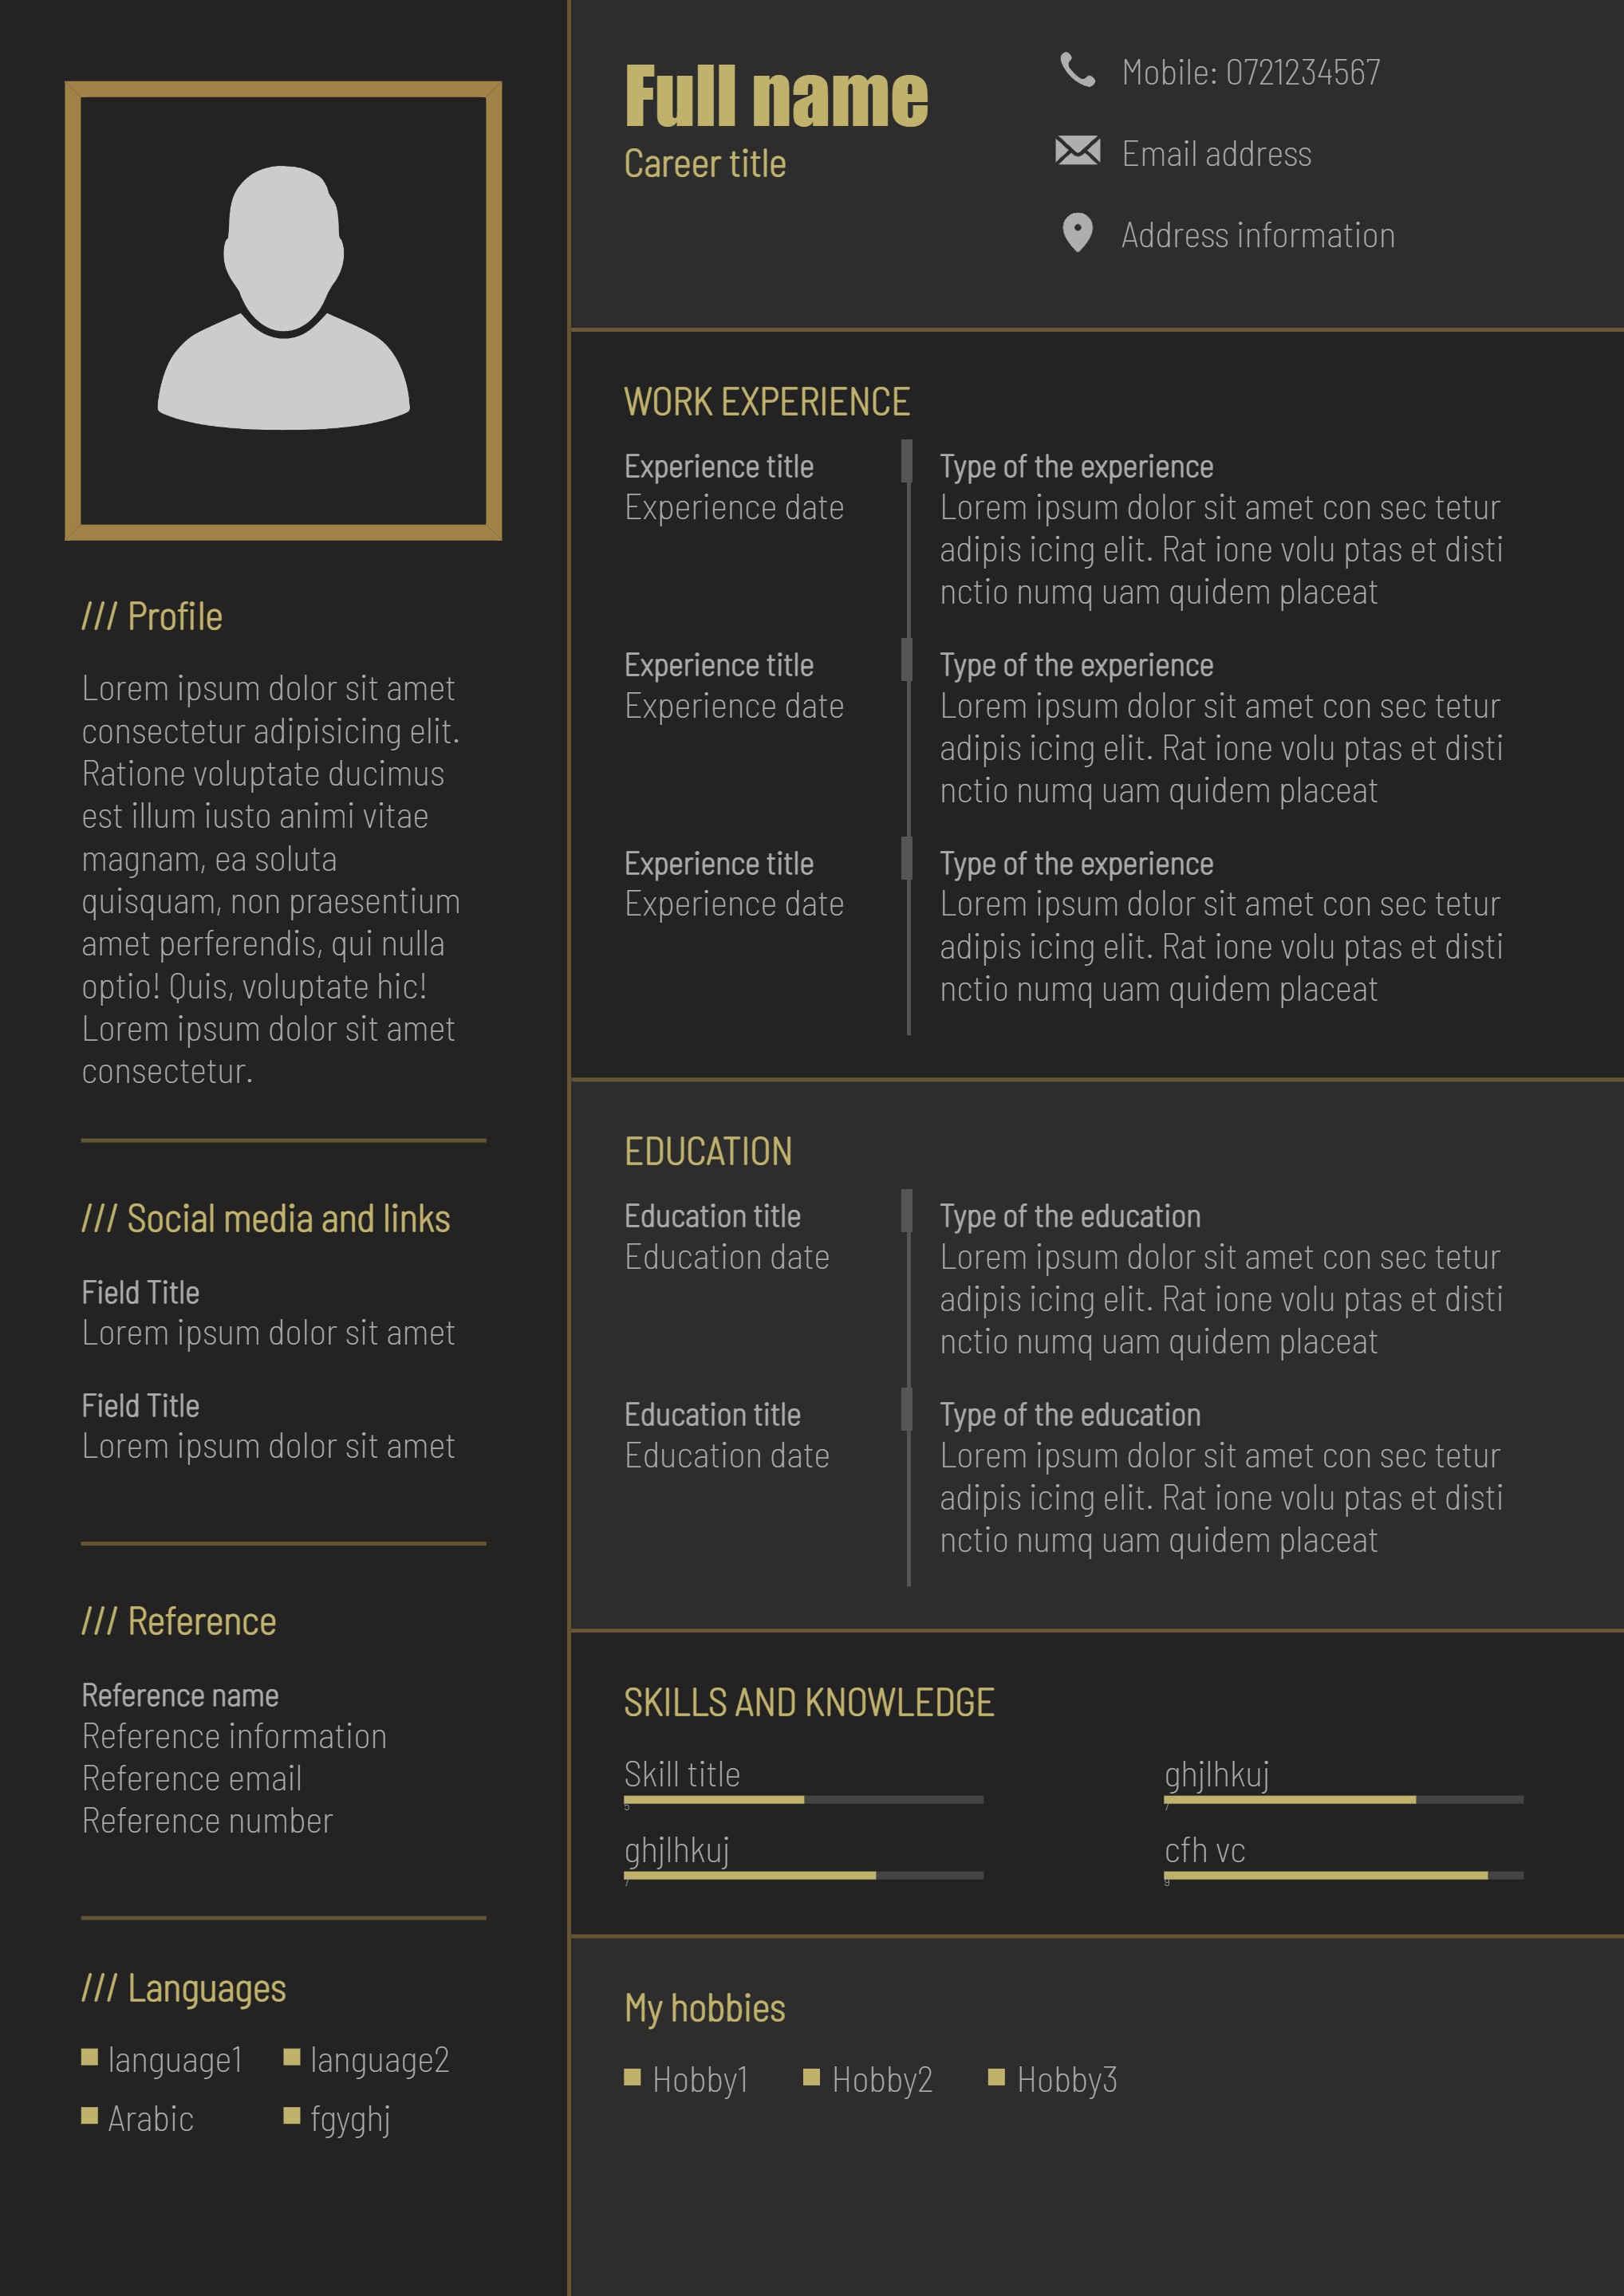 Full name
Career title
Mobile: 0721234567
Email address
Address information
/// Profile
Lorem ipsum dolor sit amet
consectetur adipisicing elit.
Ratione voluptate ducimus
est illum iusto animi vitae
magnam, ea soluta
quisquam, non praesentium
amet perferendis, qui nulla
optio! Quis, voluptate hic!
Lorem ipsum dolor sit amet
consectetur.
/// Social media and links
Field Title
Lorem ipsum dolor sit amet
Field Title
Lorem ipsum dolor sit amet
/// Reference
Reference name
Reference information
Reference email
Reference number
/// Languages
language1
language2
Arabic
fgyghj
WORK EXPERIENCE
Experience title
Experience date
Type of the experience
Lorem ipsum dolor sit amet con sec tetur
adipis icing elit. Rat ione volu ptas et disti
nctio numq uam quidem placeat
Experience title
Experience date
Type of the experience
Lorem ipsum dolor sit amet con sec tetur
adipis icing elit. Rat ione volu ptas et disti
nctio numq uam quidem placeat
Experience title
Experience date
Type of the experience
Lorem ipsum dolor sit amet con sec tetur
adipis icing elit. Rat ione volu ptas et disti
nctio numq uam quidem placeat
EDUCATION
Education title
Education date
Type of the education
Lorem ipsum dolor sit amet con sec tetur
adipis icing elit. Rat ione volu ptas et disti
nctio numq uam quidem placeat
Education title
Education date
Type of the education
Lorem ipsum dolor sit amet con sec tetur
adipis icing elit. Rat ione volu ptas et disti
nctio numq uam quidem placeat
SKILLS AND KNOWLEDGE
Skill title
5
ghjlhkuj
7
ghjlhkuj
7
cfh vc
9
My hobbies
Hobby1
Hobby2
Hobby3